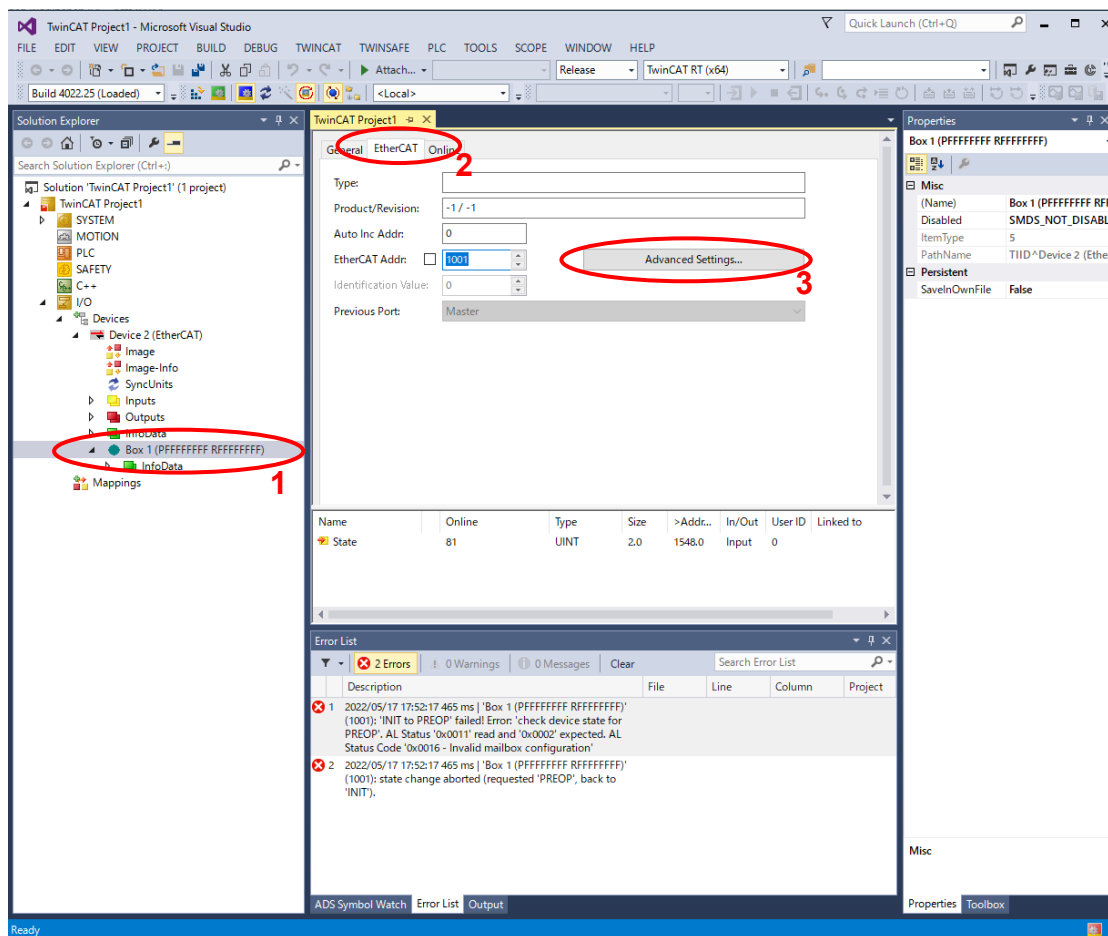 TwinCAT Project1 - Microsoft Visual Studio
Quick Launch (Ctrl+Q)
FILE EDIT VIEW PROJECT BUILD DEBUG TWINCAT TWINSAFE PLC TOOLS SCOPE WINDOW HELP
Attach... Release TwinCAT RT (x64)
Build 4022.25 (Loaded) <Local>
Solution Explorer
Search Solution Explorer (Ctrl+:)
Solution 'TwinCAT Project1' (1 project)
TwinCAT Project1
SYSTEM
MOTION
PLC
SAFETY
C++
I/O
Devices
Device 2 (EtherCAT)
Image
Image-Info
SyncUnits
Inputs
Outputs
InfoData
Box 1 (PFFFFFFFF RFFFFFFFF)
InfoData
1
Mappings
TwinCAT Project1
General EtherCAT Online
2
Type:
Product/Revision: -1 / -1
Auto Inc Addr: 0
EtherCAT Addr: 1001 Advanced Settings...
3
Identification Value: 0
Previous Port: Master
Name Online Type Size >Addr... In/Out User ID Linked to
State 81 UINT 2.0 1548.0 Input 0
Error List
2 Errors 0 Warnings 0 Messages Clear Search Error List
Description File Line Column Project
1 2022/05/17 17:52:17 465 ms | 'Box 1 (PFFFFFFFF RFFFFFFFF)'
(1001): 'INIT to PREOP' failed! Error: 'check device state for
PREOP'. AL Status '0x0011' read and '0x0002' expected. AL
Status Code '0x0016 - Invalid mailbox configuration'
2 2022/05/17 17:52:17 465 ms | 'Box 1 (PFFFFFFFF RFFFFFFFF)'
(1001): state change aborted (requested 'PREOP', back to
'INIT').
ADS Symbol Watch Error List Output
Properties
Box 1 (PFFFFFFFF RFFFFFFFF)
Misc
(Name) Box 1 (PFFFFFFFF RFF
Disabled SMDS_NOT_DISABL
ItemType 5
PathName TIID^Device 2 (Ethe
Persistent
SaveInOwnFile False
Misc
Properties Toolbox
Ready